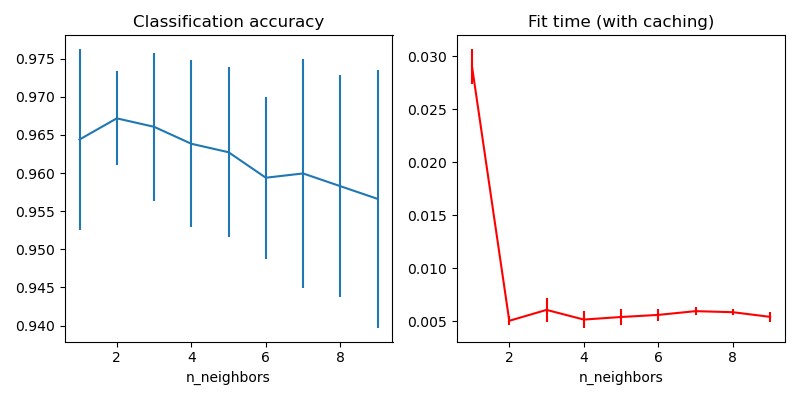 Classification accuracy
0.975
0.970
0.965
0.960
0.955
0.950
0.945
0.940
2 4 6 8
n_neighbors
Fit time (with caching)
0.030
0.025
0.020
0.015
0.010
0.005
2 4 6 8
n_neighbors